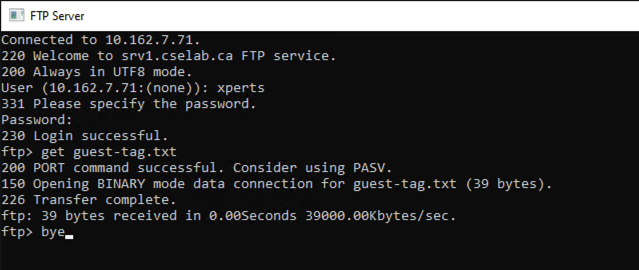 FTP Server
Connected to 10.162.7.71.
220 Welcome to srv1.cselab.ca FTP service.
200 Always in UTF8 mode.
User (10.162.7.71:(none)): xperts
331 Please specify the password.
Password:
230 Login successful.
ftp> get guest-tag.txt
200 PORT command successful. Consider using PASV.
150 Opening BINARY mode data connection for guest-tag.txt (39 bytes).
226 Transfer complete.
ftp: 39 bytes received in 0.00Seconds 39000.00Kbytes/sec.
ftp> bye